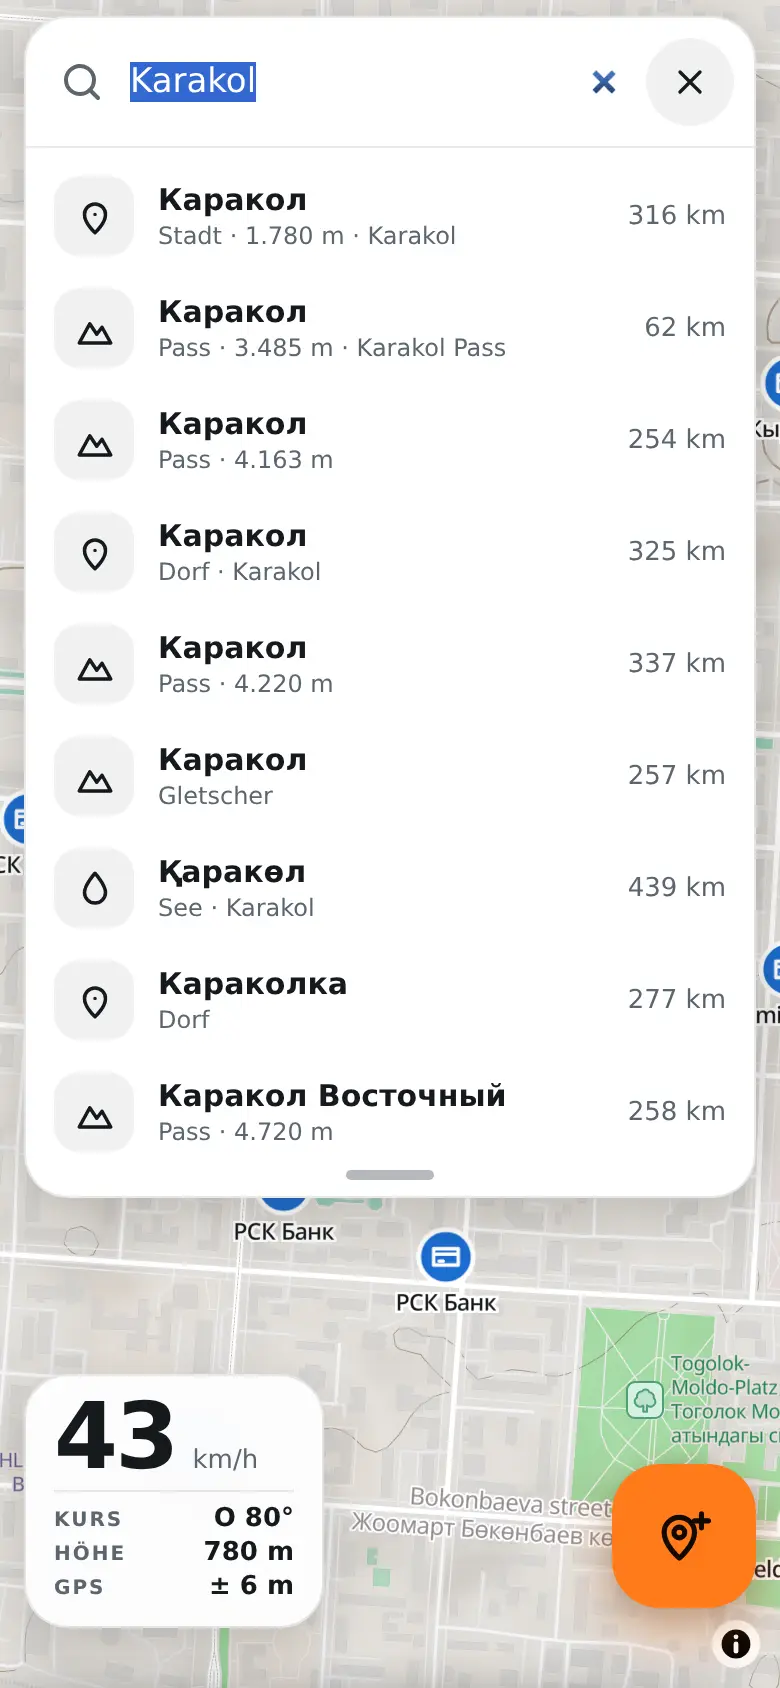 Karakol
Каракол
Stadt · 1.780 m · Karakol
316 km
Каракол
Pass · 3.485 m · Karakol Pass
62 km
Каракол
Pass · 4.163 m
254 km
Каракол
Dorf · Karakol
325 km
Каракол
Pass · 4.220 m
337 km
Каракол
Gletscher
257 km
Қаракөл
See · Karakol
439 km
Караколка
Dorf
277 km
Каракол Восточный
Pass · 4.720 m
258 km
РСК Банк
РСК Банк
Togolok-
Moldo-Platz
Тоголок Мо
атындагы с
Bokonbaeva street
Жоомарт Бөкөнбаев кө
43 km/h
KURS O 80°
HÖHE 780 m
GPS ± 6 m